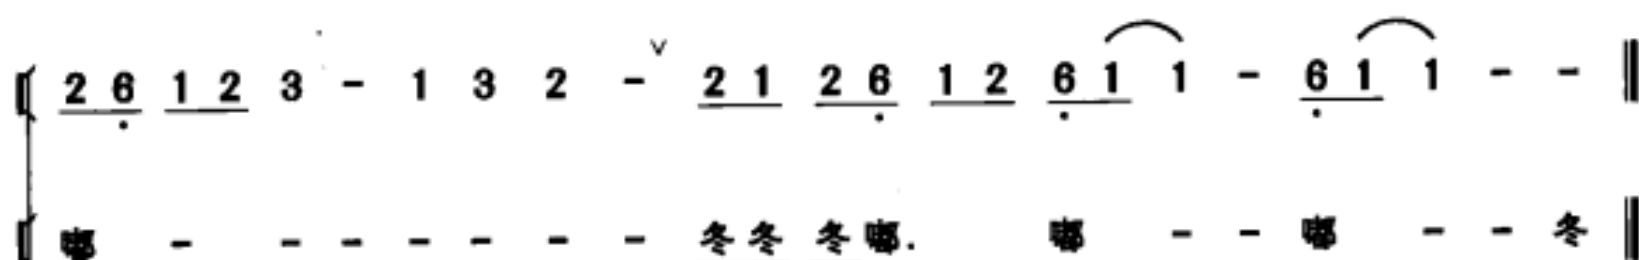 2 6̣ 1 2 3 - 1 3 2 - ∨ 2 1 2 6̣ 1 2 6̣ 1 1 - 6̣ 1 1 - -
嘟 - - - - - - - 冬 冬 冬 嘟. 嘟 - - 嘟 - - 冬